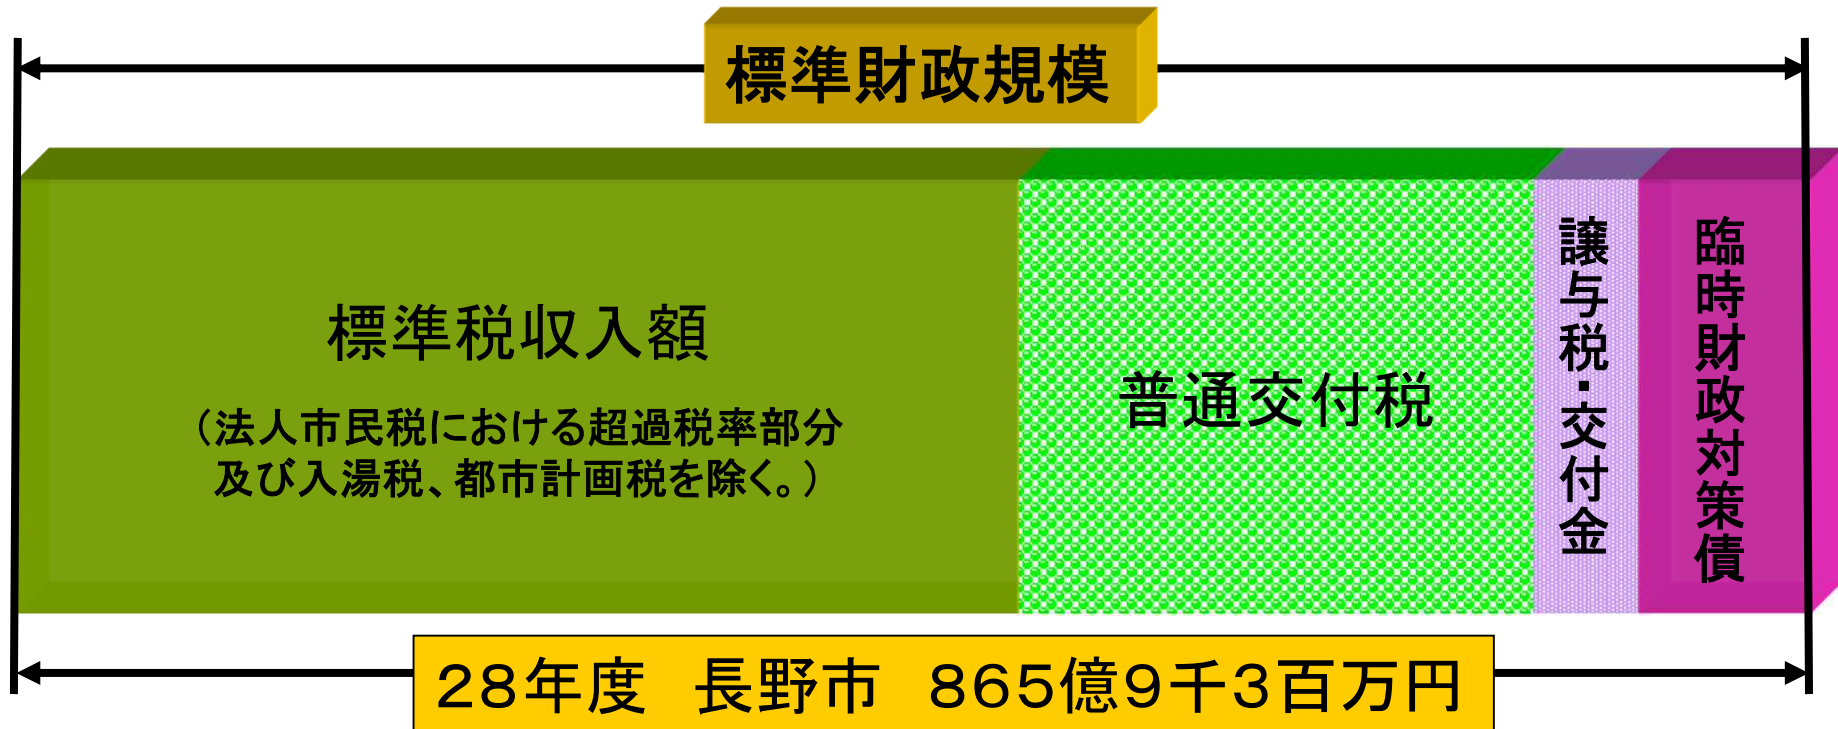 標準財政規模
標準税収入額
（法人市民税における超過税率部分
及び入湯税、都市計画税を除く。）
普通交付税
譲与税・交付金
臨時財政対策債
２８年度　長野市　８６５億９千３百万円